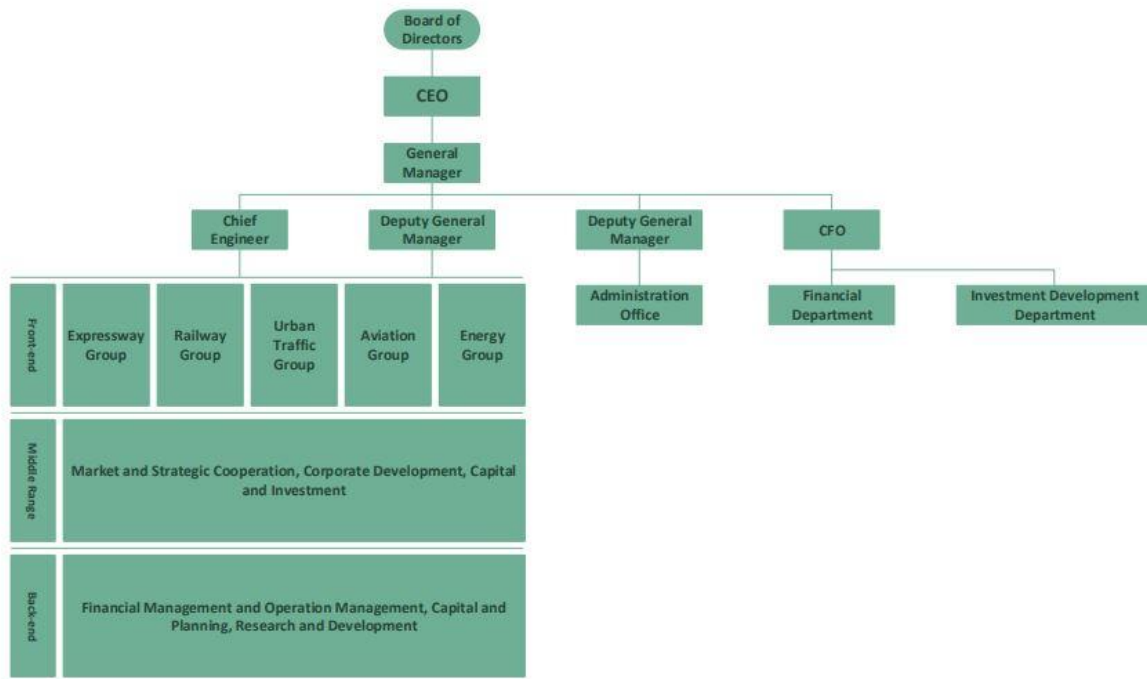 Board of
Directors
CEO
General
Manager
Chief
Engineer
Deputy General
Manager
Deputy General
Manager
CFO
Administration
Office
Financial
Department
Investment Development
Department
Front-end
Expressway
Group
Railway
Group
Urban
Traffic
Group
Aviation
Group
Energy
Group
Middle Range
Market and Strategic Cooperation, Corporate Development, Capital
and Investment
Back-end
Financial Management and Operation Management, Capital and
Planning, Research and Development